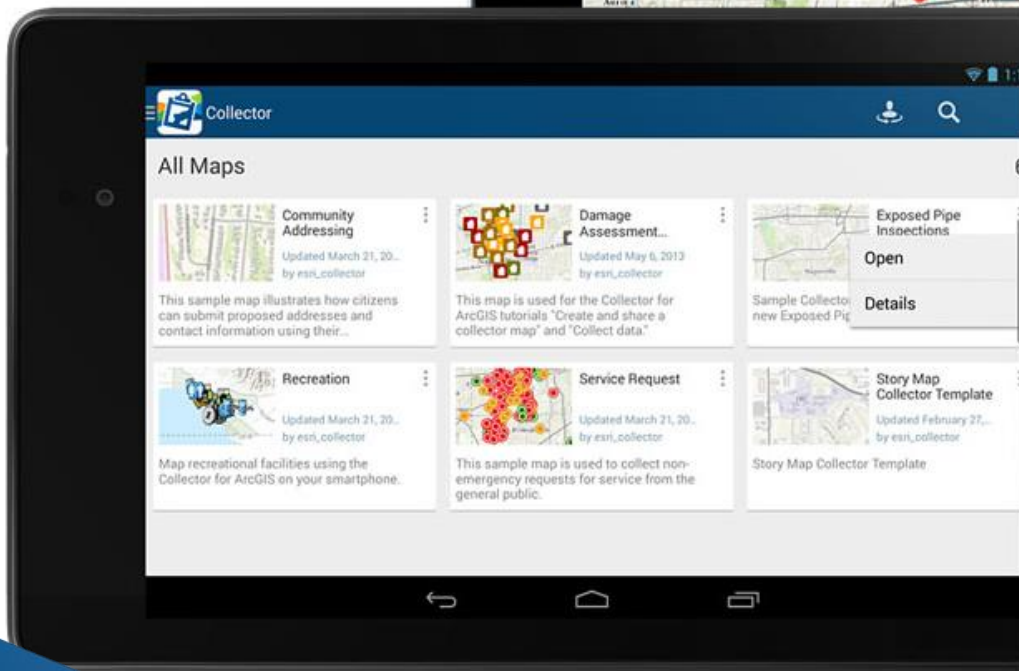 1:
Collector
All Maps
Community
Addressing
Updated March 21, 20...
by esri_collector
This sample map illustrates how citizens
can submit proposed addresses and
contact information using their...
Damage
Assessment...
Updated May 6, 2013
by esri_collector
This map is used for the Collector for
ArcGIS tutorials "Create and share a
collector map" and "Collect data."
Exposed Pipe
Inspections
Open
Details
Sample Collecto
new Exposed Pip
Recreation
Updated March 21, 20...
by esri_collector
Map recreational facilities using the
Collector for ArcGIS on your smartphone.
Service Request
Updated March 21, 20...
by esri_collector
This sample map is used to collect non-
emergency requests for service from the
general public.
Story Map
Collector Template
Updated February 27,...
by esri_collector
Story Map Collector Template